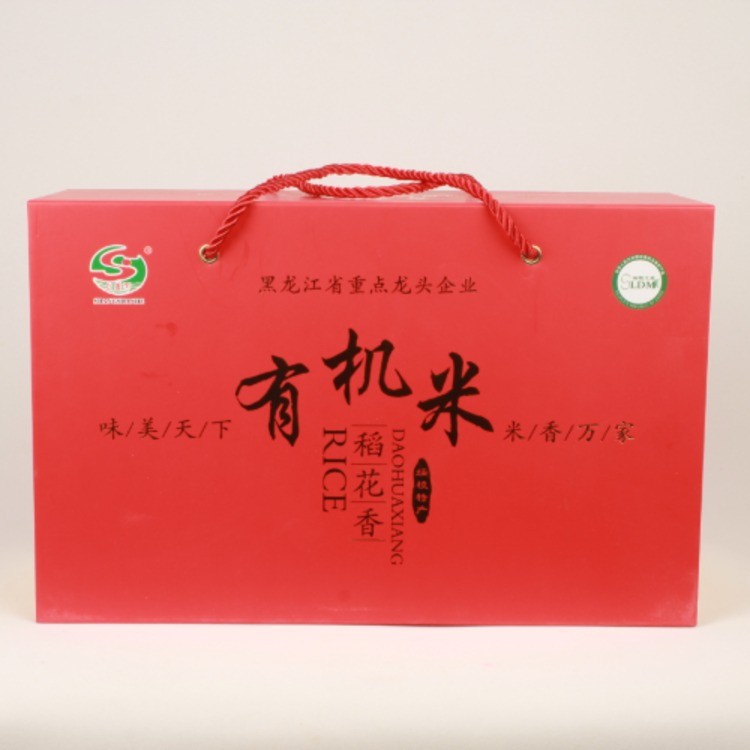 黑龙江省重点龙头企业
有机米
味/美/天/下
米/香/万/家
RICE
稻花香
DAOHUAXIANG
SLDMF